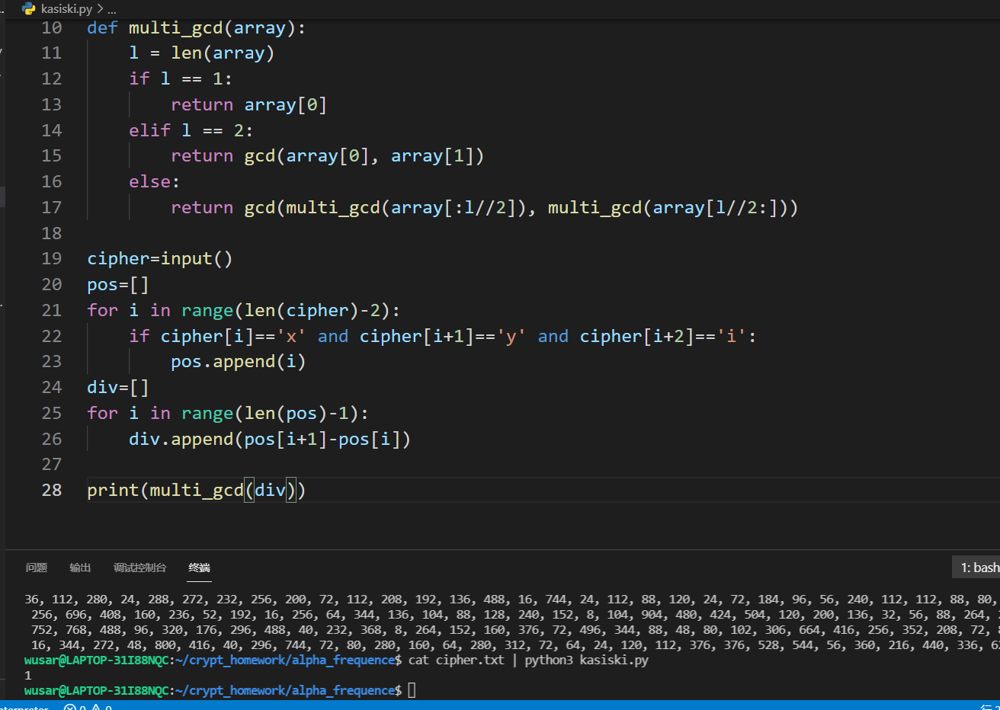 kasiski.py > ...
10 def multi_gcd(array):
11 l = len(array)
12 if l == 1:
13 return array[0]
14 elif l == 2:
15 return gcd(array[0], array[1])
16 else:
17 return gcd(multi_gcd(array[:l//2]), multi_gcd(array[l//2:]))
18
19 cipher=input()
20 pos=[]
21 for i in range(len(cipher)-2):
22 if cipher[i]=='x' and cipher[i+1]=='y' and cipher[i+2]=='i':
23 pos.append(i)
24 div=[]
25 for i in range(len(pos)-1):
26 div.append(pos[i+1]-pos[i])
27
28 print(multi_gcd(div))
问题 输出 调试控制台 终端 1: bash
36, 112, 280, 24, 288, 272, 232, 256, 200, 72, 112, 208, 192, 136, 488, 16, 744, 24, 112, 88, 120, 24, 72, 184, 96, 56, 240, 112, 112, 88, 80,
256, 696, 408, 160, 236, 52, 192, 16, 256, 64, 344, 136, 104, 88, 128, 240, 152, 8, 104, 904, 480, 424, 504, 120, 200, 136, 32, 56, 88, 264,
752, 768, 488, 96, 320, 176, 296, 488, 40, 232, 368, 8, 264, 152, 160, 376, 72, 496, 344, 88, 48, 80, 102, 306, 664, 416, 256, 352, 208, 72,
16, 344, 272, 48, 800, 416, 40, 296, 744, 72, 80, 280, 160, 64, 280, 312, 72, 64, 24, 120, 112, 376, 376, 528, 544, 56, 360, 216, 440, 336,
wusar@LAPTOP-31I88NQC:~/crypt_homework/alpha_frequence$ cat cipher.txt | python3 kasiski.py
1
wusar@LAPTOP-31I88NQC:~/crypt_homework/alpha_frequence$